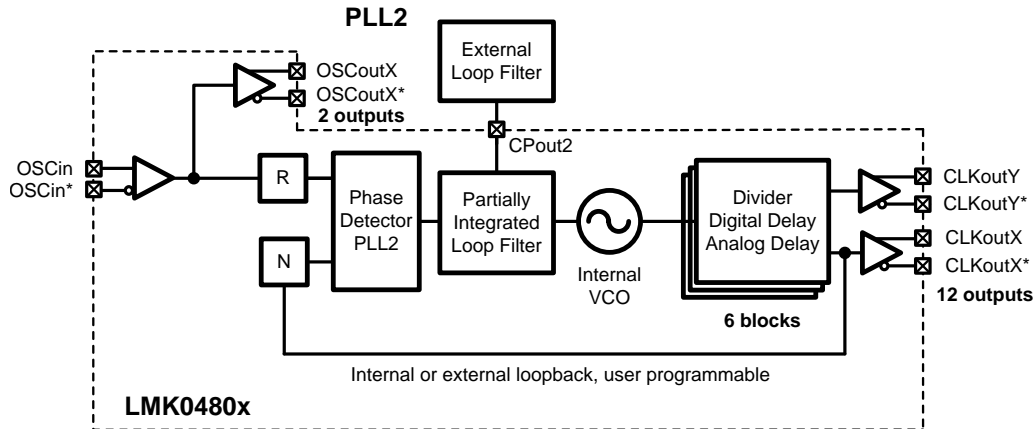 PLL2
External
Loop Filter
OSCoutX
OSCoutX*
2 outputs
CPout2
OSCin
OSCin*
R
N
Phase
Detector
PLL2
Partially
Integrated
Loop Filter
Internal
VCO
Divider
Digital Delay
Analog Delay
6 blocks
CLKoutY
CLKoutY*
CLKoutX
CLKoutX*
12 outputs
Internal or external loopback, user programmable
LMK0480x